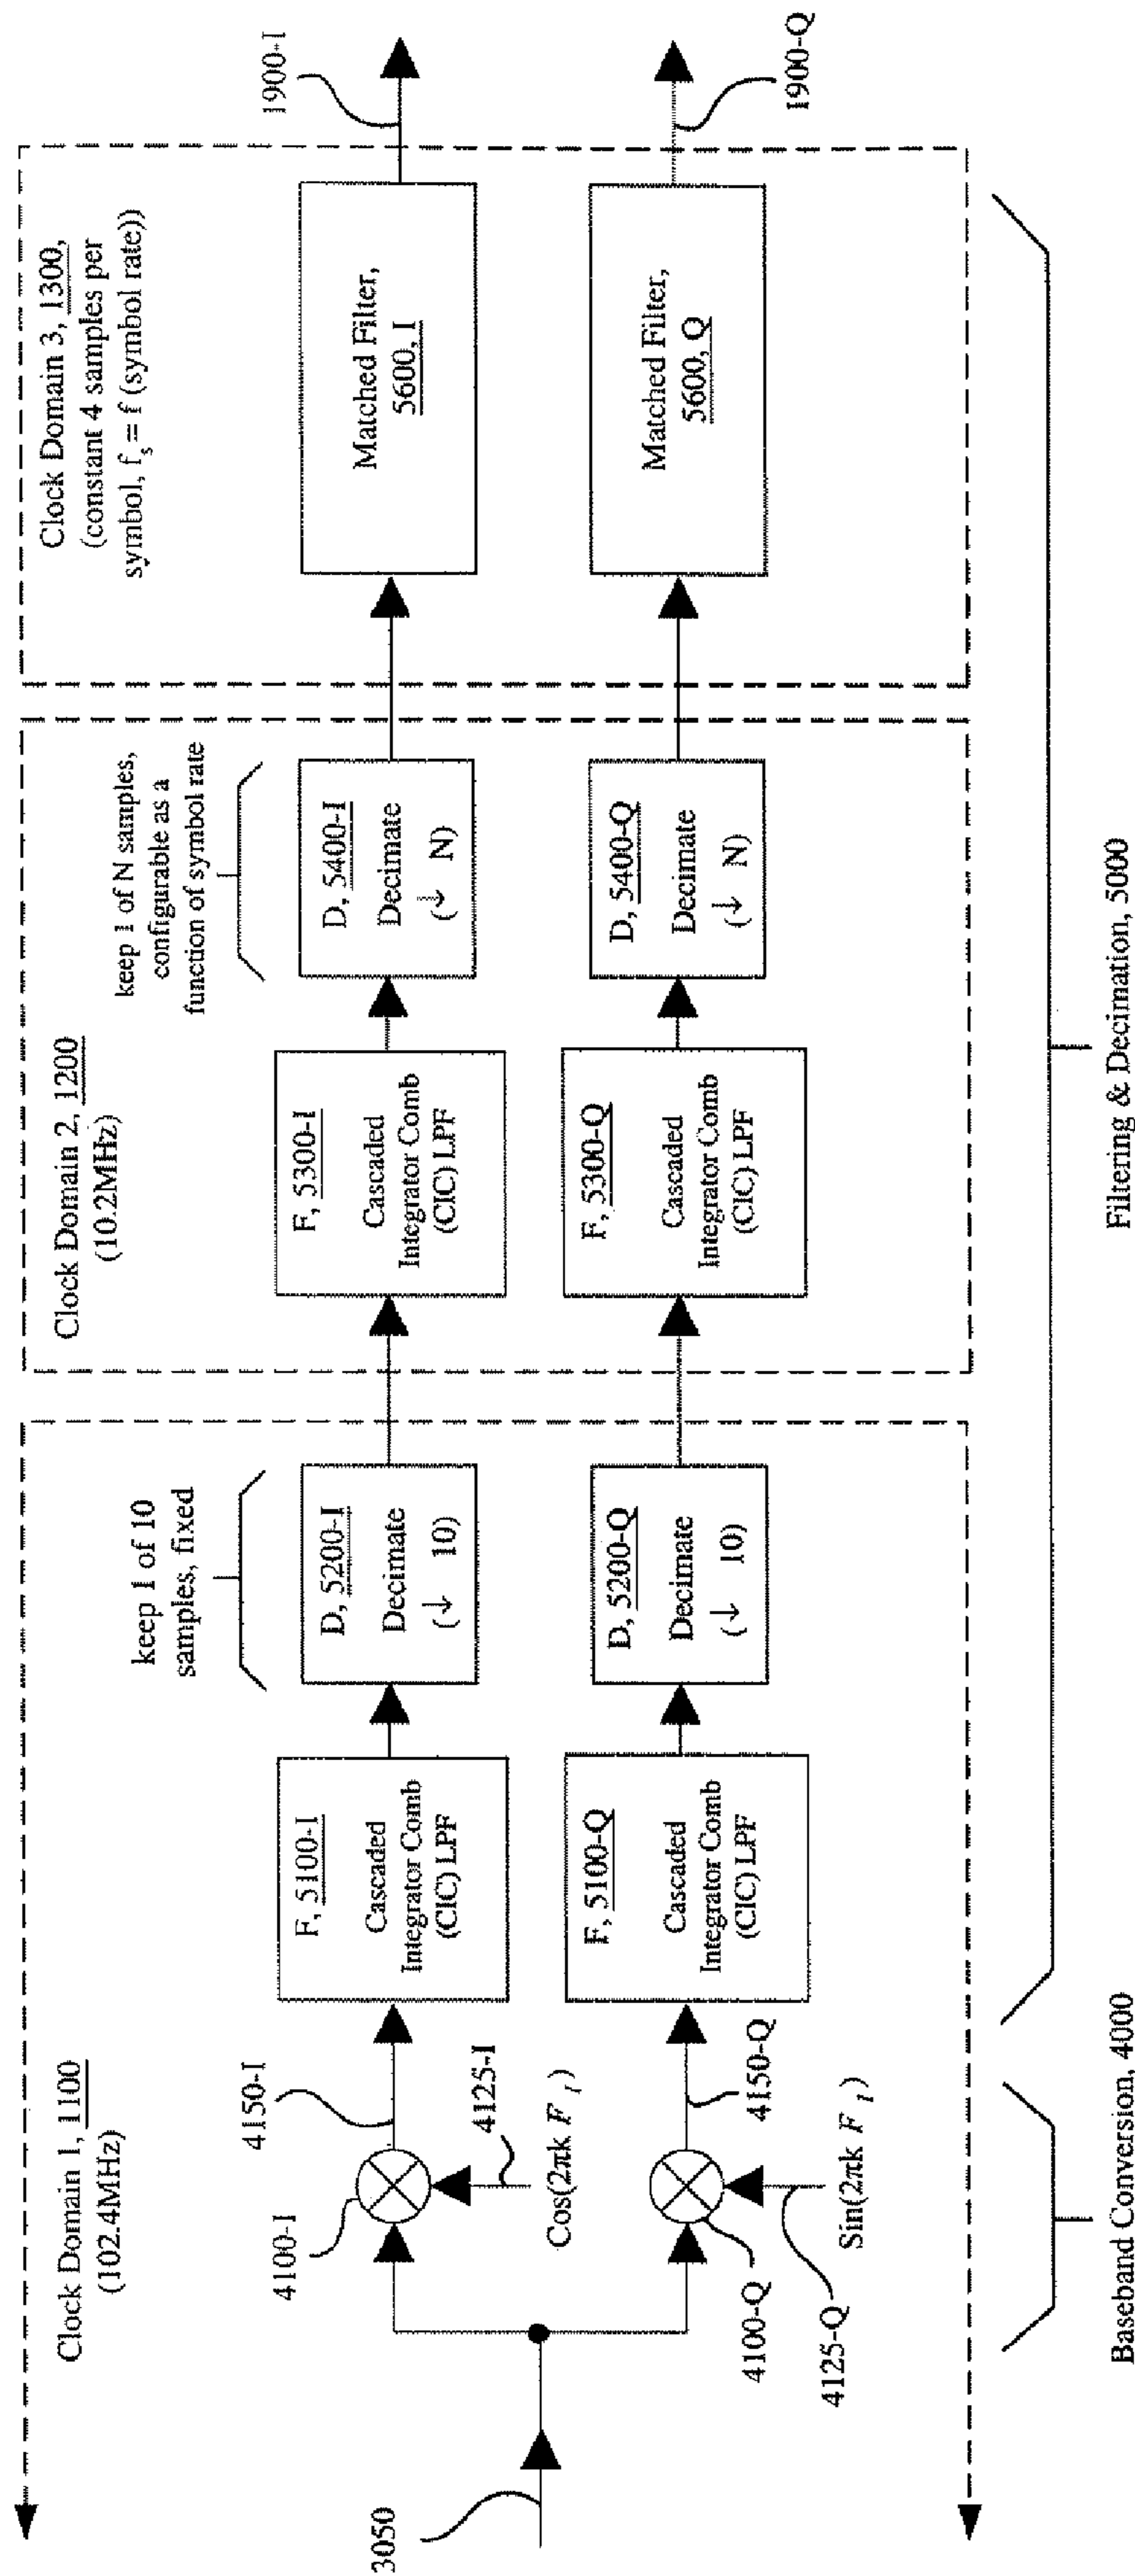 Clock Domain 1, 1100
(102.4MHz)
keep 1 of 10
samples, fixed
Clock Domain 2, 1200
(10.2MHz)
keep 1 of N samples,
configurable as a
function of symbol rate
Clock Domain 3, 1300,
(constant 4 samples per
symbol, f s = f (symbol rate))
3050
4100-I
4150-I
4125-I
Cos(2πk F l)
F, 5100-I
Cascaded
Integrator Comb
(CIC) LPF
D, 5200-I
Decimate
(↓ 10)
F, 5300-I
Cascaded
Integrator Comb
(CIC) LPF
D, 5400-I
Decimate
(↓ N)
Matched Filter,
5600, I
1900-I
4100-Q
4150-Q
4125-Q
Sin(2πk F l)
F, 5100-Q
Cascaded
Integrator Comb
(CIC) LPF
D, 5200-Q
Decimate
(↓ 10)
F, 5300-Q
Cascaded
Integrator Comb
(CIC) LPF
D, 5400-Q
Decimate
(↓ N)
Matched Filter,
5600, Q
1900-Q
Baseband Conversion, 4000
Filtering & Decimation, 5000